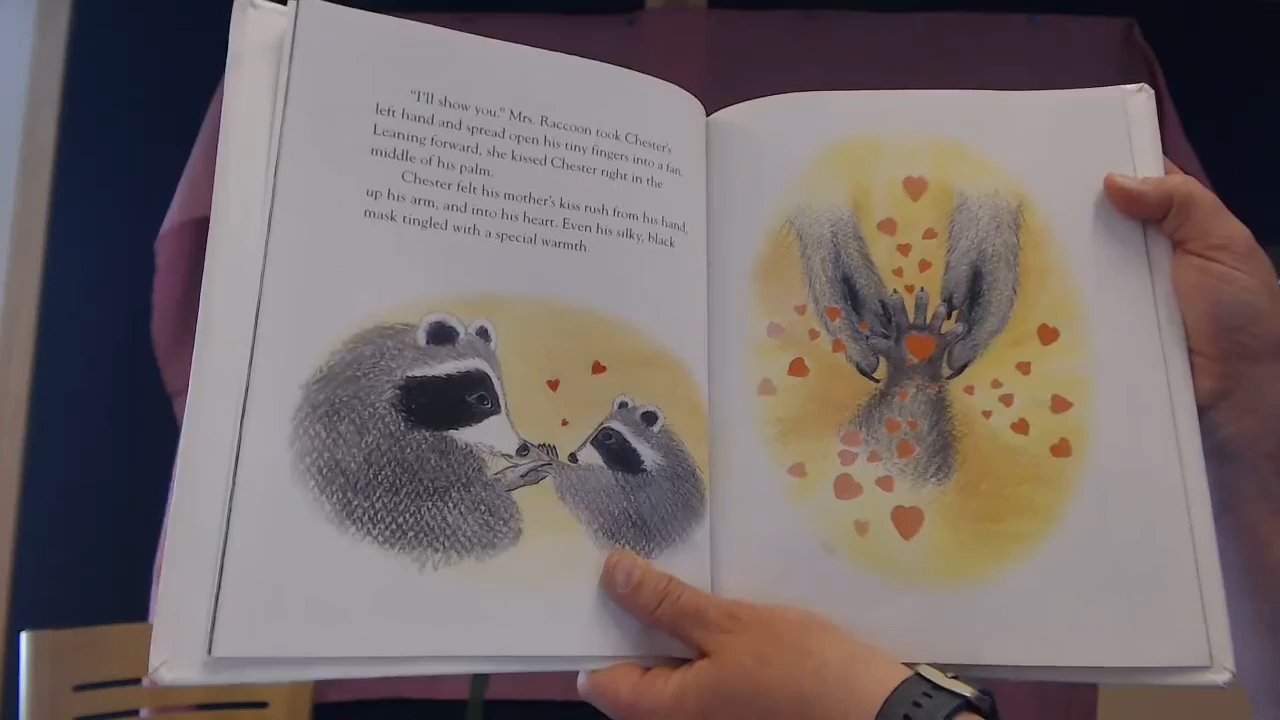 "I'll show you." Mrs. Raccoon took Chester's
left hand and spread open his tiny fingers into a fan.
Leaning forward, she kissed Chester right in the
middle of his palm.
Chester felt his mother's kiss rush from his hand,
up his arm, and into his heart. Even his silky, black
mask tingled with a special warmth.